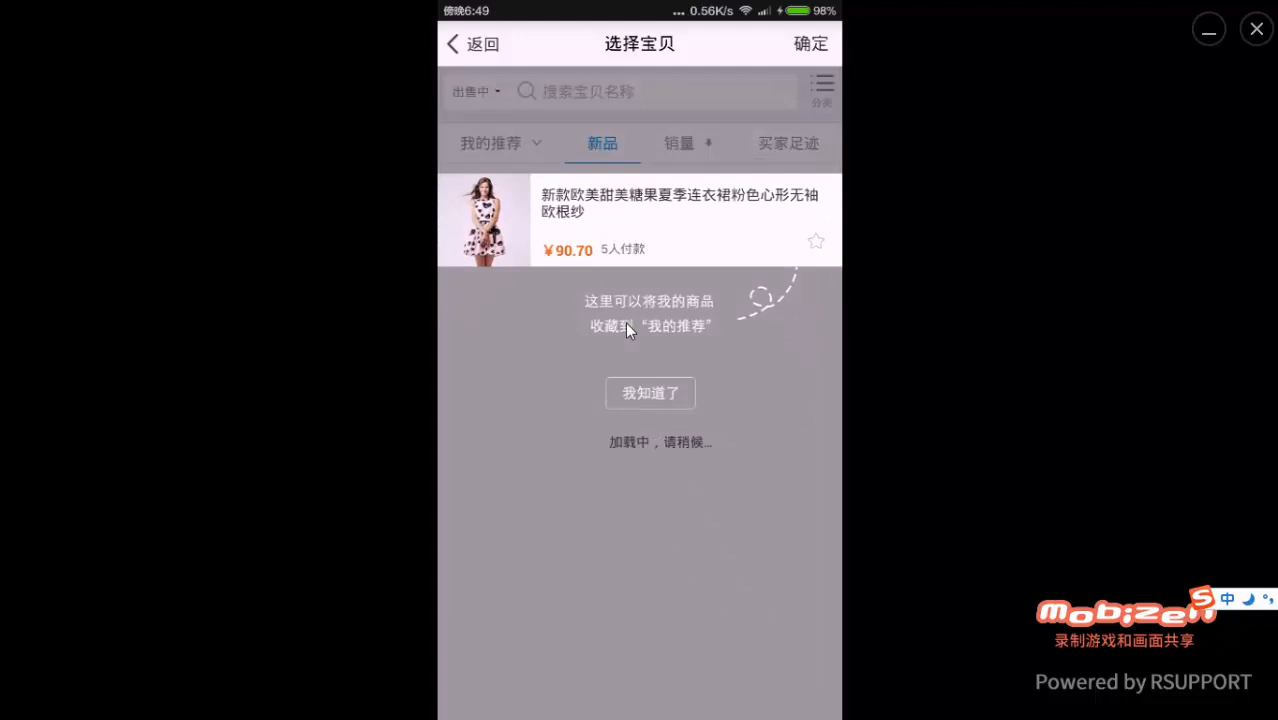 傍晚6:49
... 0.56K/s 98%
返回
选择宝贝
确定
出售中
搜索宝贝名称
分类
我的推荐
新品
销量
买家足迹
新款欧美甜美糖果夏季连衣裙粉色心形无袖
欧根纱
¥90.70 5人付款
这里可以将我的商品
收藏到“我的推荐”
我知道了
加载中，请稍候...
mobizen
S 中
录制游戏和画面共享
Powered by RSUPPORT